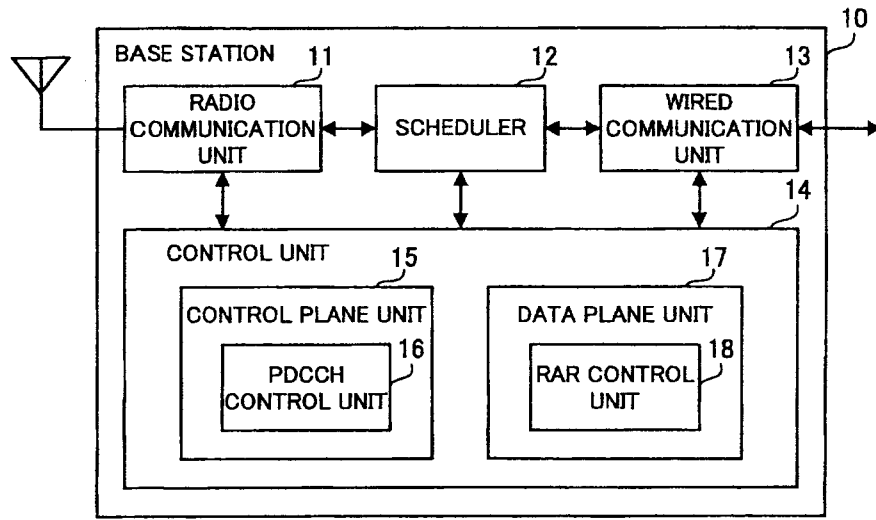 10
BASE STATION
11
12
13
RADIO
COMMUNICATION
UNIT
SCHEDULER
WIRED
COMMUNICATION
UNIT
14
CONTROL UNIT
15
17
CONTROL PLANE UNIT
DATA PLANE UNIT
16
18
PDCCH
CONTROL UNIT
RAR CONTROL
UNIT